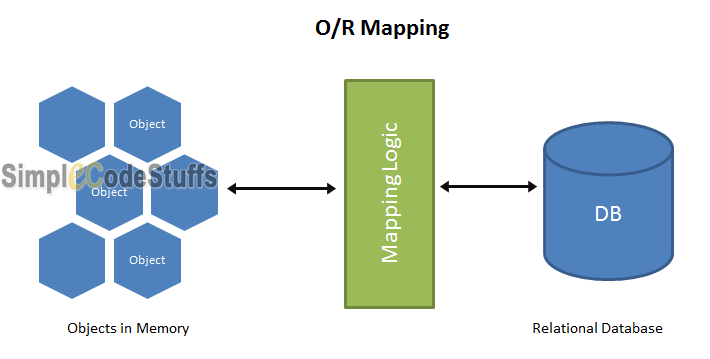 O/R Mapping
Object
SimpleCodeStuffs
Object
Object
Mapping Logic
DB
Objects in Memory
Relational Database